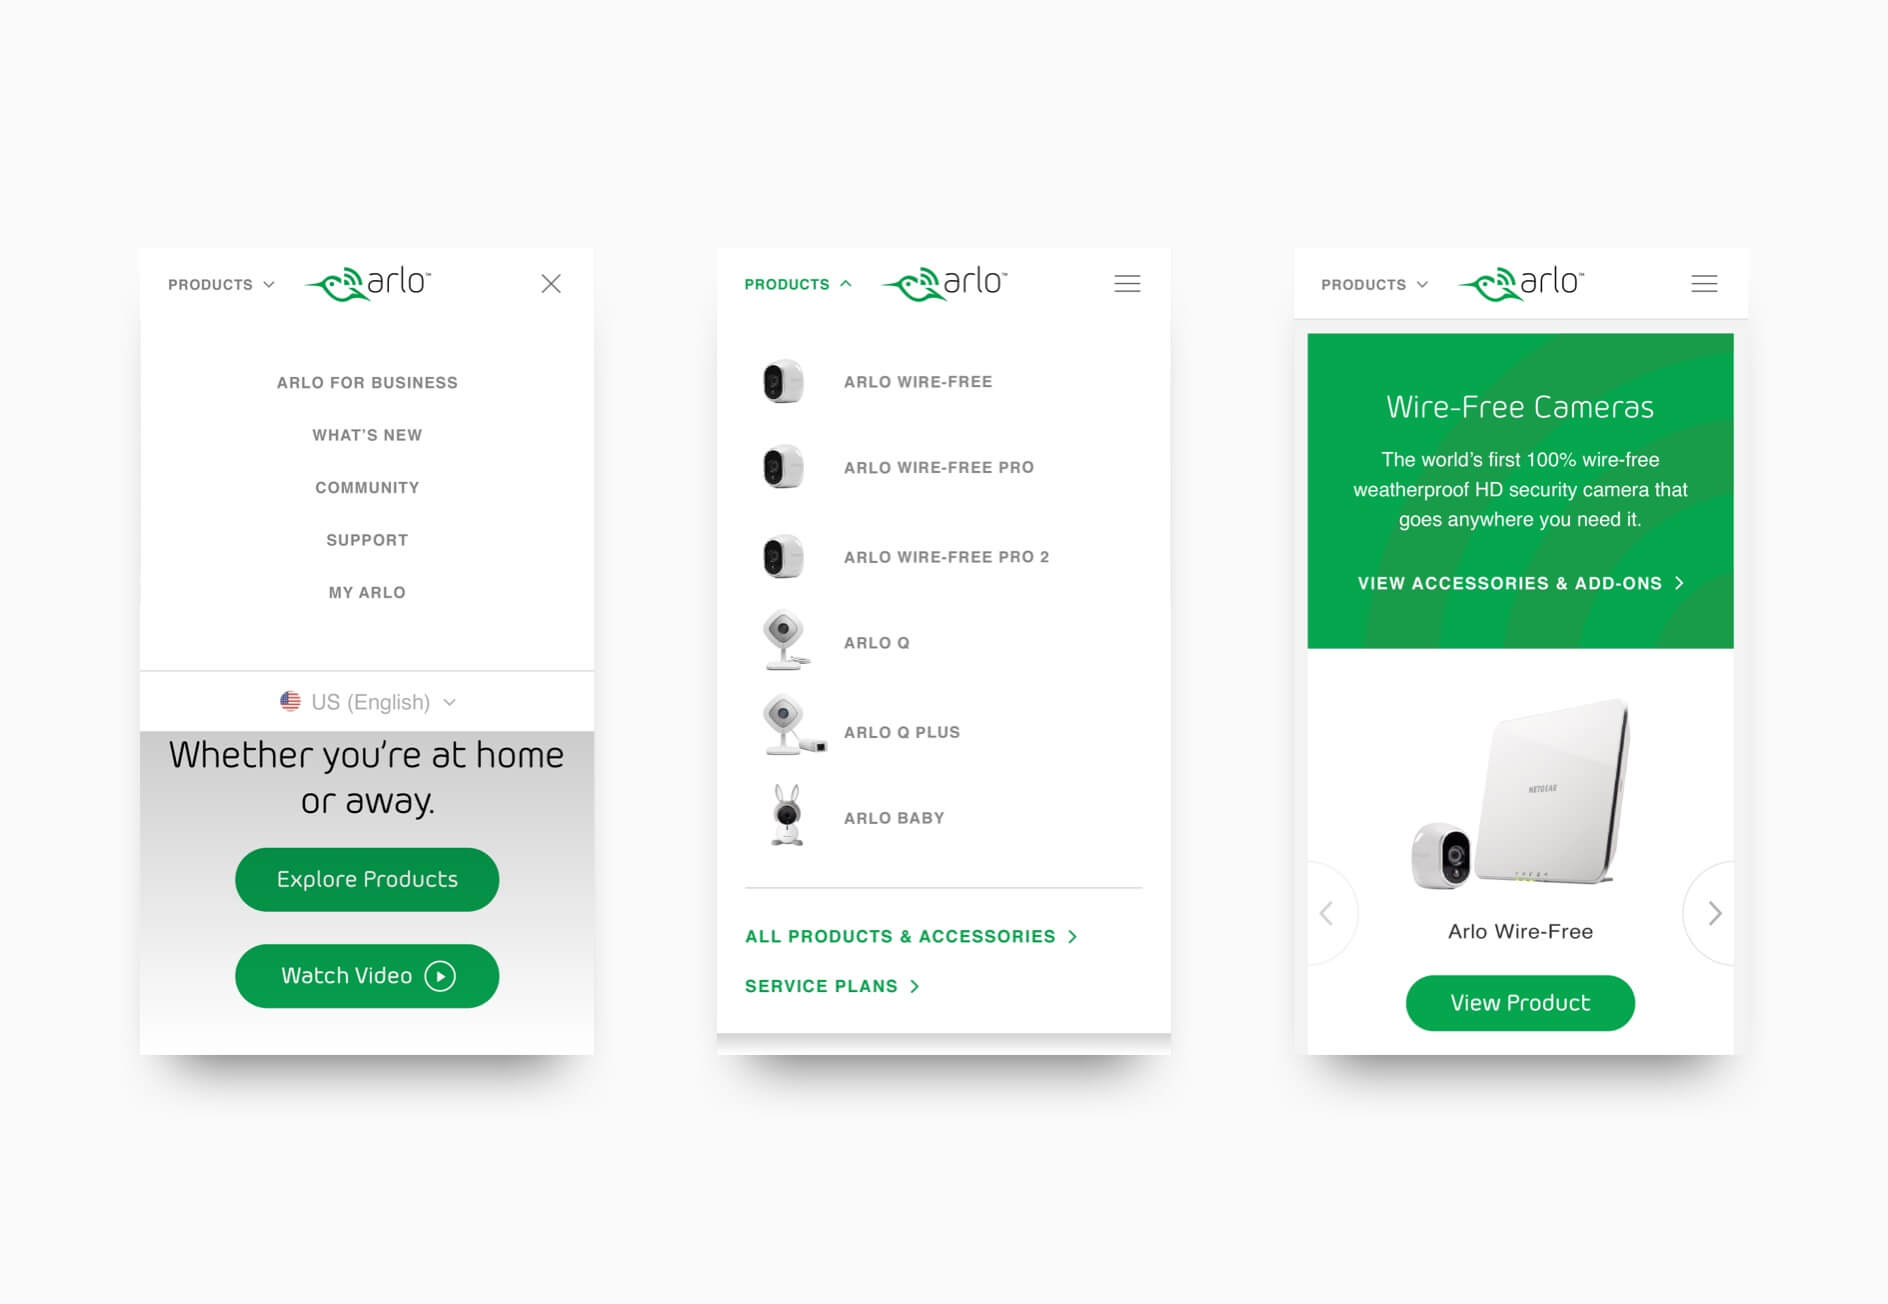 PRODUCTS
arlo™
ARLO FOR BUSINESS
WHAT'S NEW
COMMUNITY
SUPPORT
MY ARLO
US (English)
Whether you're at home
or away.
Explore Products
Watch Video
PRODUCTS
arlo™
ARLO WIRE-FREE
ARLO WIRE-FREE PRO
ARLO WIRE-FREE PRO 2
ARLO Q
ARLO Q PLUS
ARLO BABY
ALL PRODUCTS & ACCESSORIES
SERVICE PLANS
PRODUCTS
arlo™
Wire-Free Cameras
The world's first 100% wire-free
weatherproof HD security camera that
goes anywhere you need it.
VIEW ACCESSORIES & ADD-ONS
NETGEAR
Arlo Wire-Free
View Product